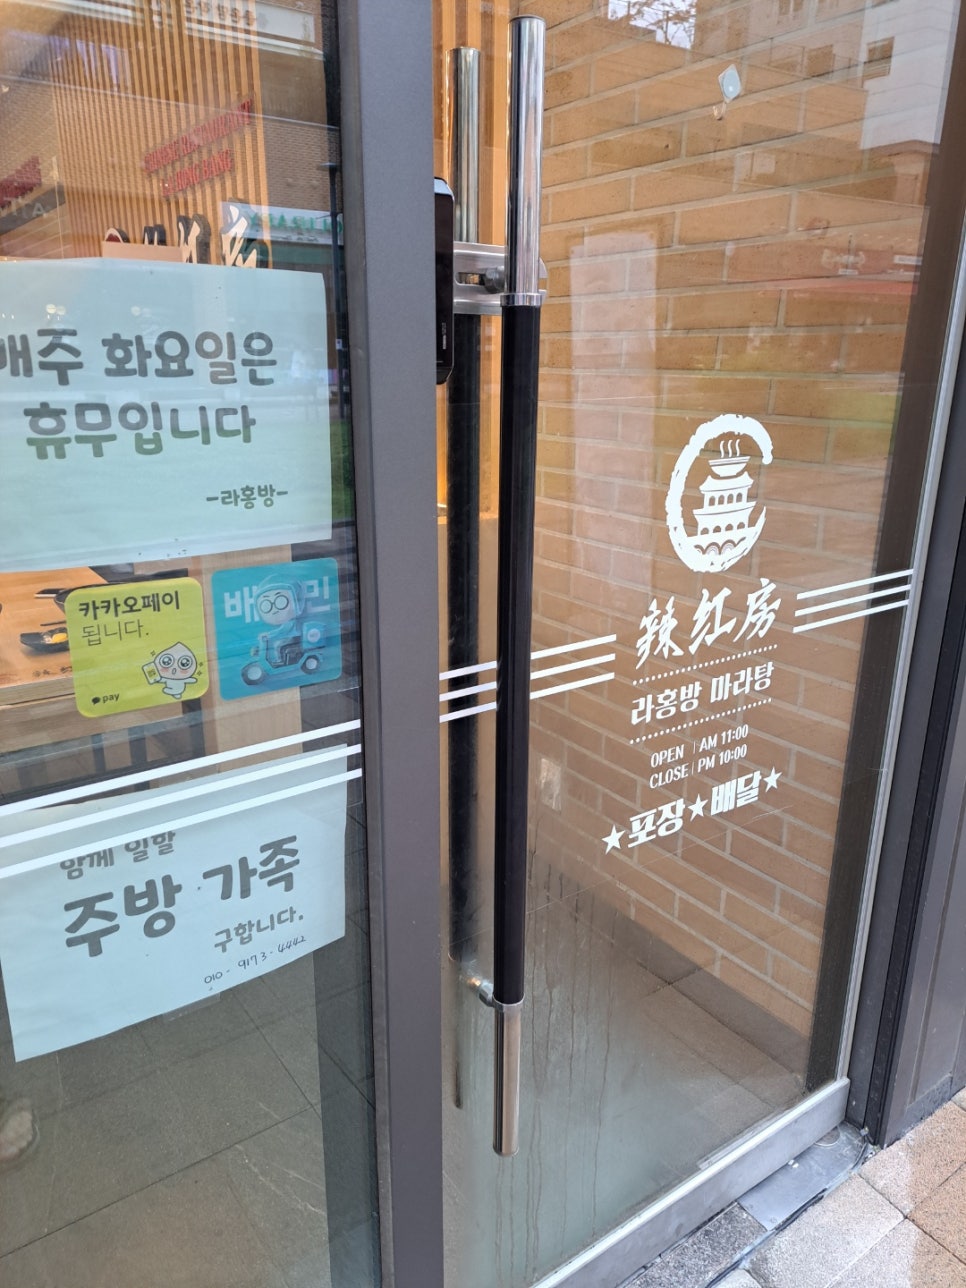 매주 화요일은
휴무입니다
-라홍방-
카카오페이
됩니다.
pay
배민
함께 일할
주방 가족
구합니다.
010-9173-4442
辣红房
라홍방 마라탕
OPEN | AM 11:00
CLOSE | PM 10:00
★포장★배달★